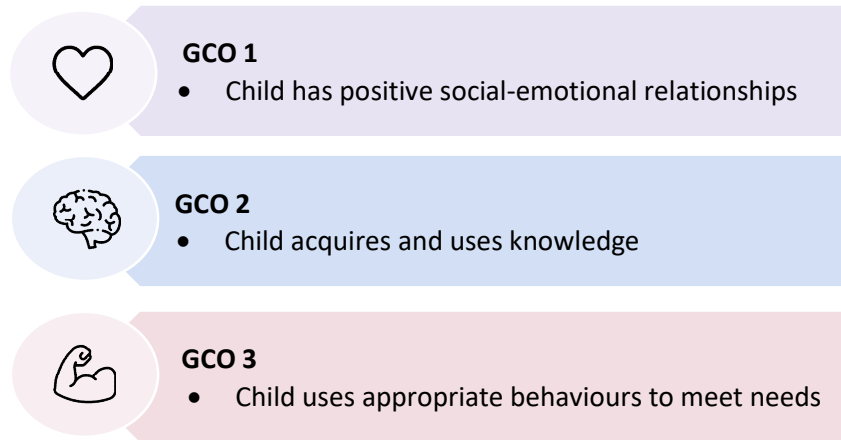 GCO 1
• Child has positive social-emotional relationships
GCO 2
• Child acquires and uses knowledge
GCO 3
• Child uses appropriate behaviours to meet needs